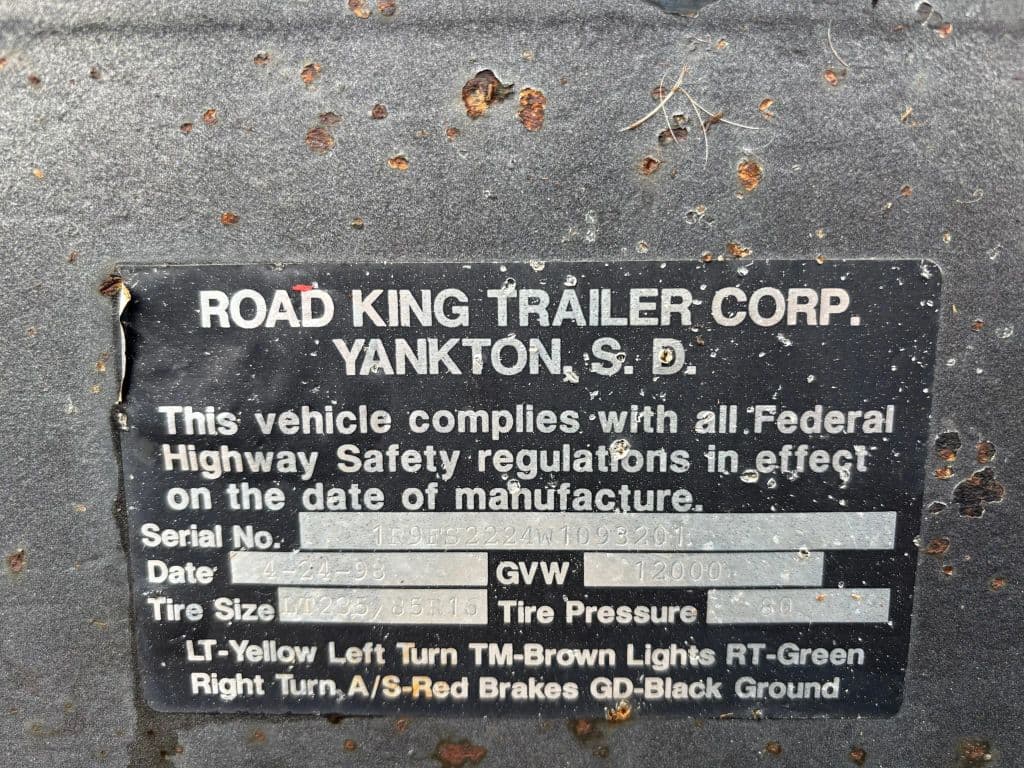 ROAD KING TRAILER CORP.
YANKTON, S. D.
This vehicle complies with all Federal
Highway Safety regulations in effect
on the date of manufacture.
Serial No.
Date 4-24-98 GVW 12000
Tire Size LT235/85R16 Tire Pressure 80
LT-Yellow Left Turn TM-Brown Lights RT-Green
Right Turn A/S-Red Brakes GD-Black Ground